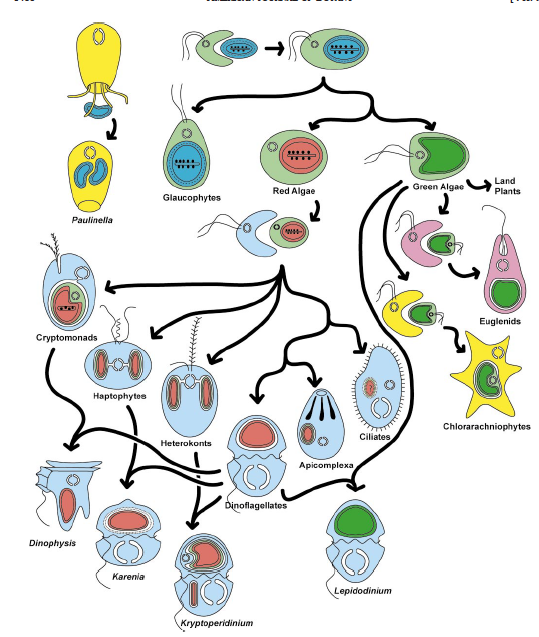 Paulinella
Glaucophytes
Red Algae
Green Algae
Land
Plants
Euglenids
Cryptomonads
Haptophytes
Heterokonts
Dinoflagellates
Apicomplexa
Ciliates
Chlorarachniophytes
Dinophysis
Karenia
Kryptoperidinium
Lepidodinium